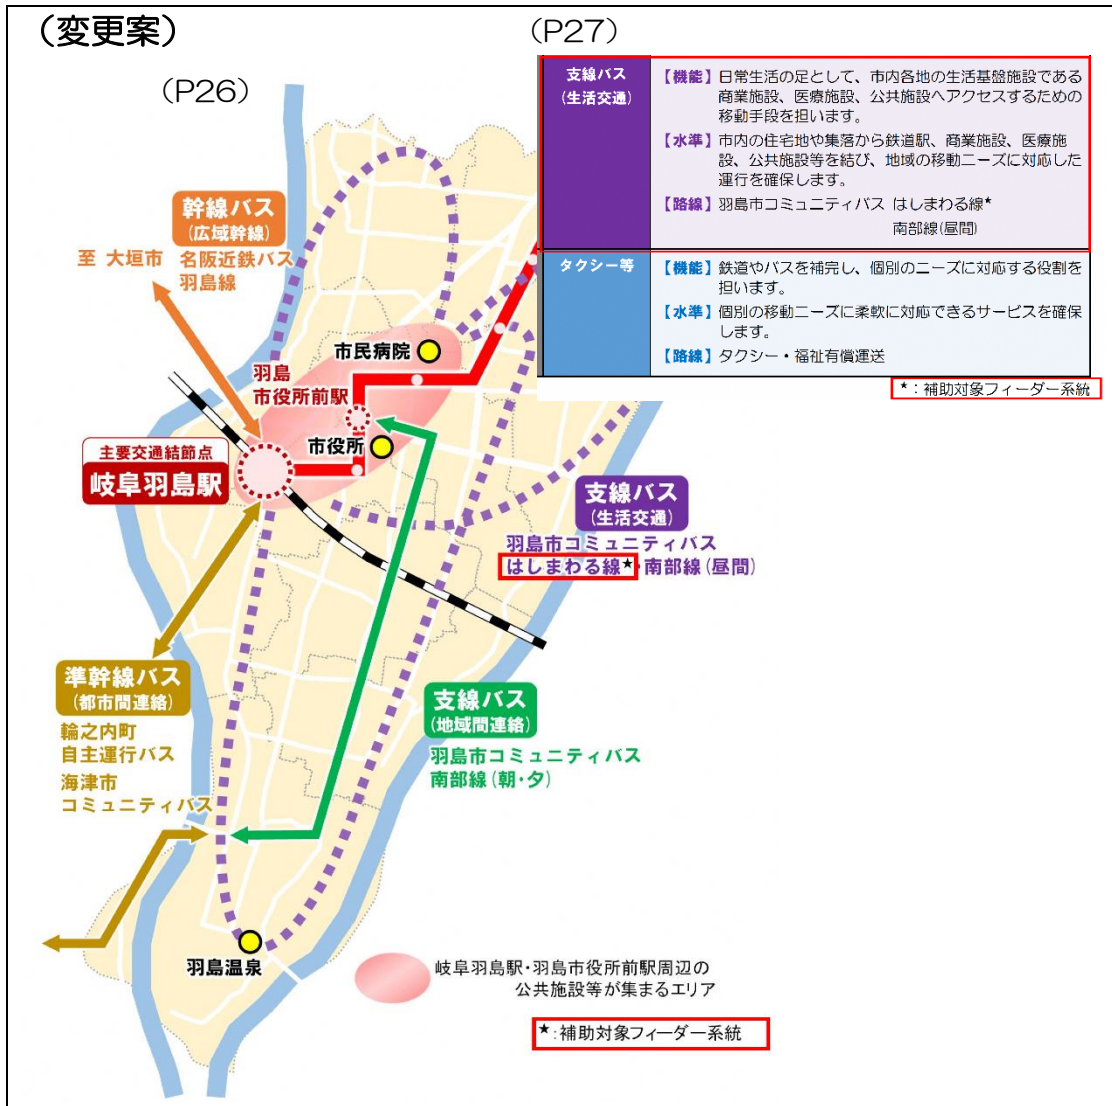 (変更案)
(P26)
(P27)
支線バス
(生活交通)
【機能】日常生活の足として、市内各地の生活基盤施設である
商業施設、医療施設、公共施設へアクセスするための
移動手段を担います。
【水準】市内の住宅地や集落から鉄道駅、商業施設、医療施
設、公共施設等を結び、地域の移動ニーズに対応した
運行を確保します。
【路線】羽島市コミュニティバス はしまわる線★
南部線(昼間)
タクシー等
【機能】鉄道やバスを補完し、個別のニーズに対応する役割を
担います。
【水準】個別の移動ニーズに柔軟に対応できるサービスを確保
します。
【路線】タクシー・福祉有償運送
★：補助対象フィーダー系統
幹線バス
(広域幹線)
至 大垣市
名阪近鉄バス
羽島線
市民病院
羽島
市役所前駅
市役所
主要交通結節点
岐阜羽島駅
支線バス
(生活交通)
羽島市コミュニティバス
はしまわる線★・南部線(昼間)
準幹線バス
(都市間連絡)
輪之内町
自主運行バス
海津市
コミュニティバス
支線バス
(地域間連絡)
羽島市コミュニティバス
南部線(朝・夕)
羽島温泉
岐阜羽島駅・羽島市役所前駅周辺の
公共施設等が集まるエリア
★：補助対象フィーダー系統